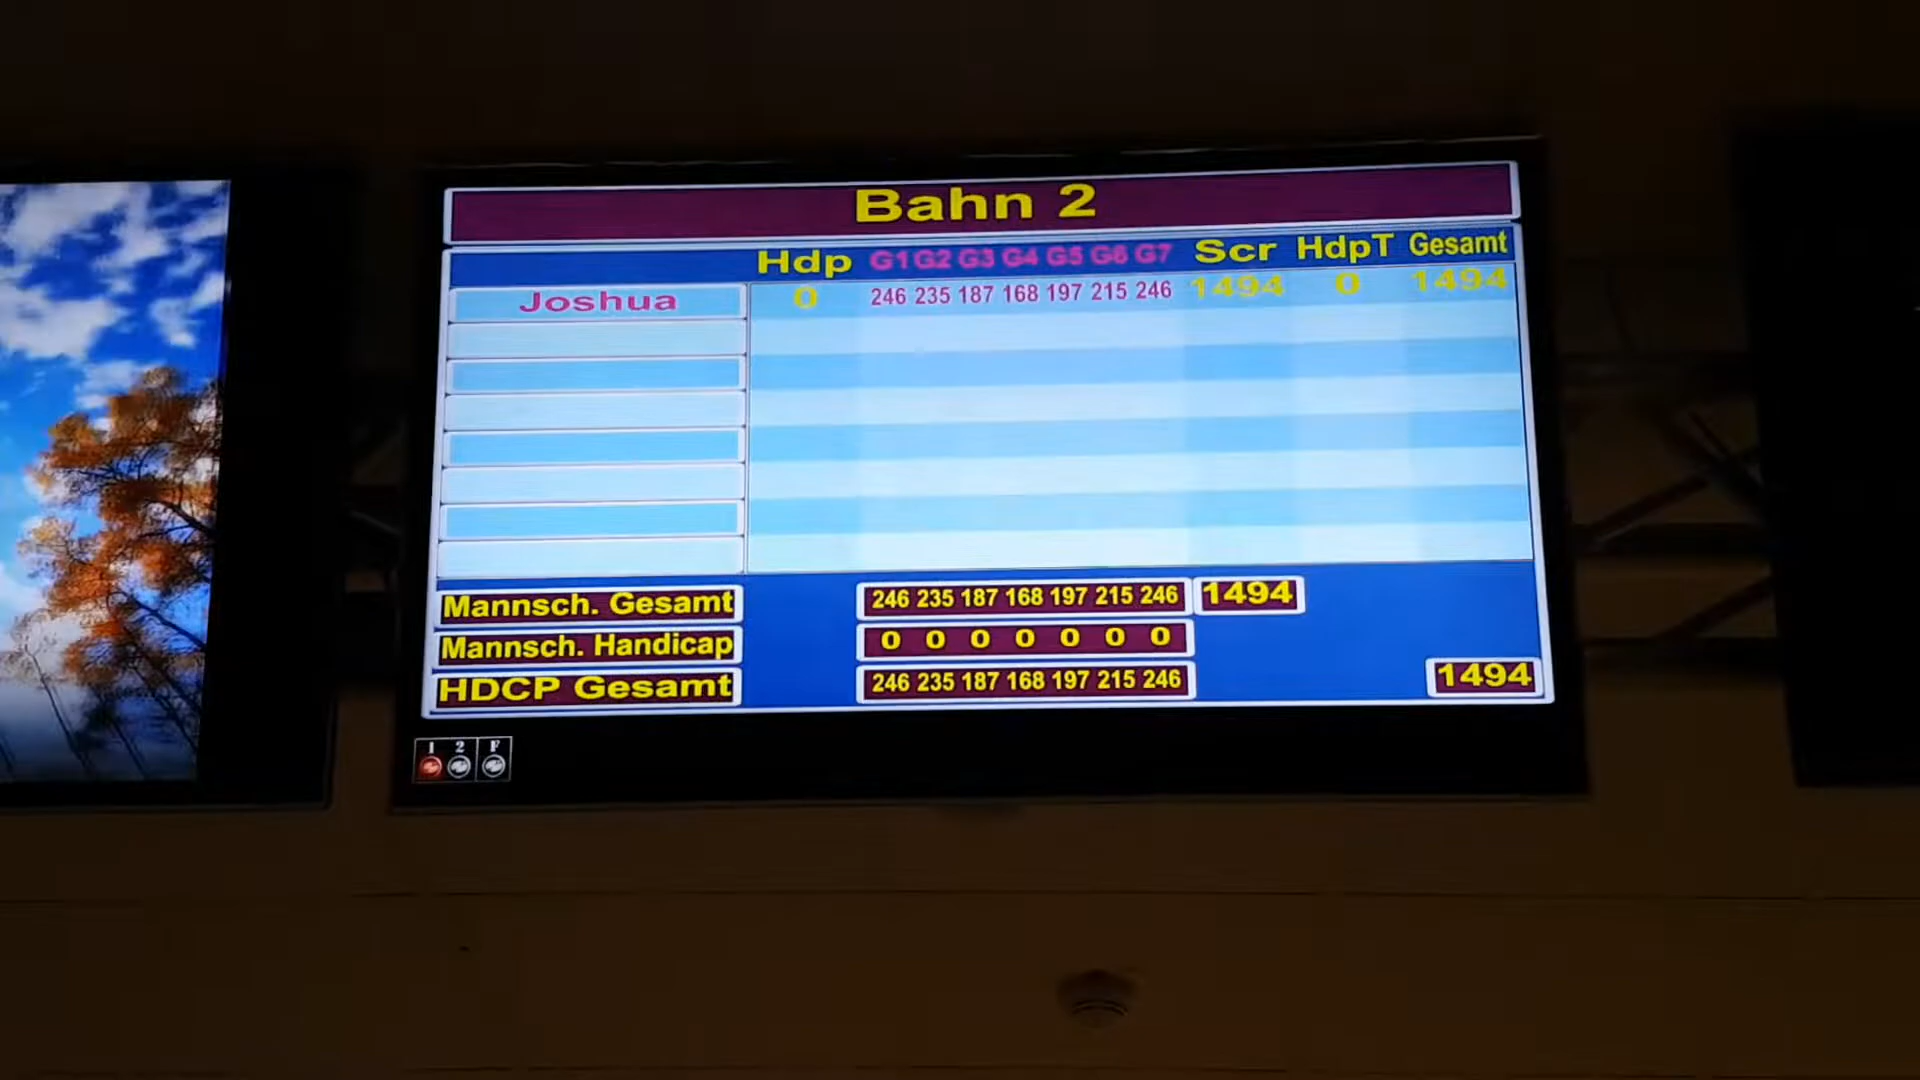 Bahn 2
Hdp G1 G2 G3 G4 G5 G6 G7 Scr HdpT Gesamt
Joshua 0 246 235 187 168 197 215 246 1494 0 1494
Mannsch. Gesamt 246 235 187 168 197 215 246 1494
Mannsch. Handicap 0 0 0 0 0 0 0
HDCP Gesamt 246 235 187 168 197 215 246 1494
1 2 F